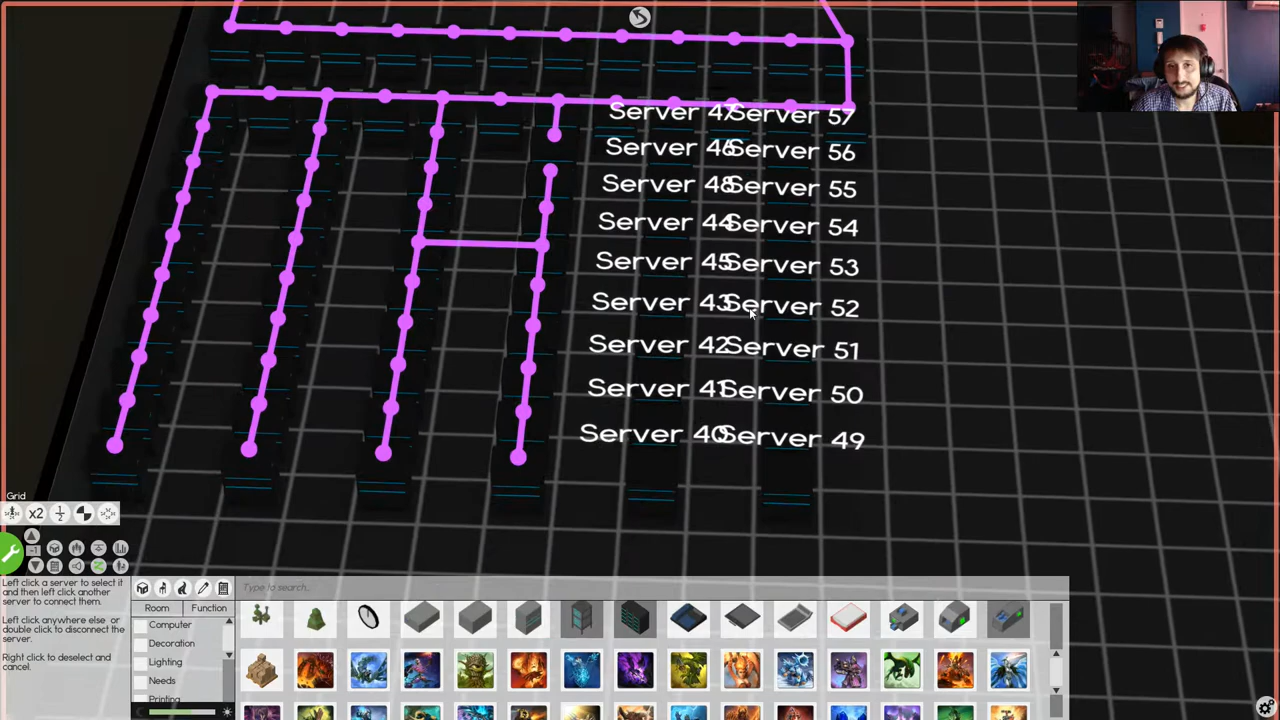 Server 47 Server 57
Server 46 Server 56
Server 48 Server 55
Server 44 Server 54
Server 45 Server 53
Server 43 Server 52
Server 42 Server 51
Server 41 Server 50
Server 40 Server 49
Grid
x2
1/2
-1
Left click a server to select it
and then left click another
server to connect them.
Left click anywhere else or
double click to disconnect the
server.
Right click to deselect and
cancel.
Type to search...
Room Function
Computer
Decoration
Lighting
Needs
Printing